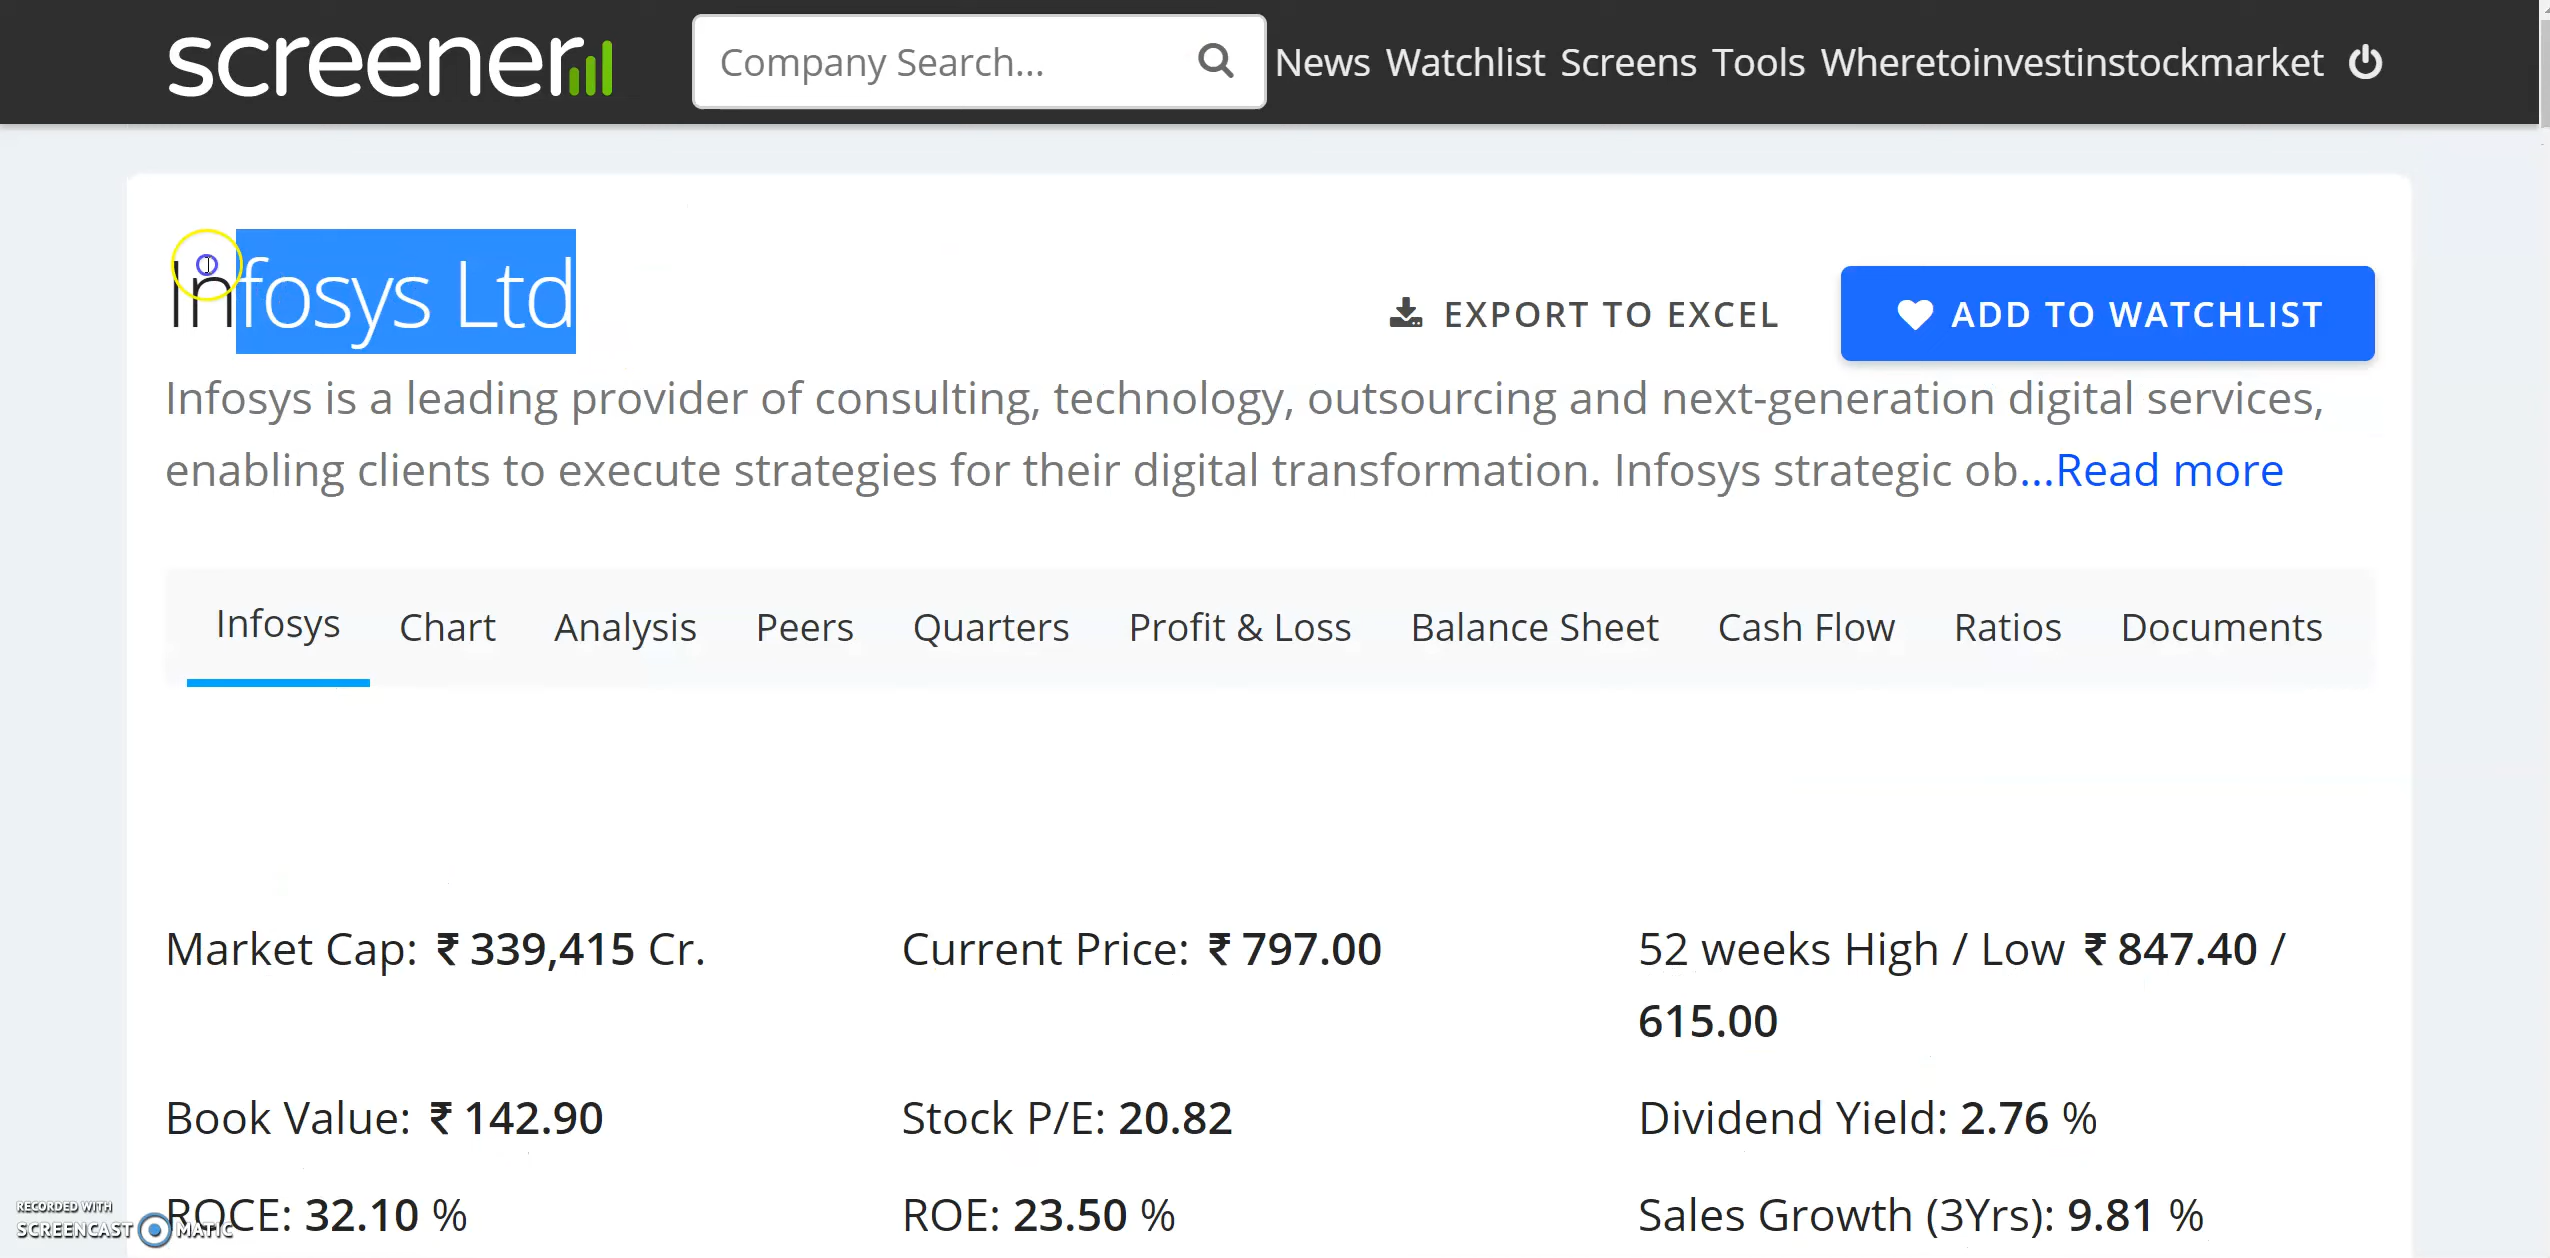 screener
Company Search...
News Watchlist Screens Tools Wheretoinvestinstockmarket
Infosys Ltd
EXPORT TO EXCEL
ADD TO WATCHLIST
Infosys is a leading provider of consulting, technology, outsourcing and next-generation digital services,
enabling clients to execute strategies for their digital transformation. Infosys strategic ob...Read more
Infosys Chart Analysis Peers Quarters Profit & Loss Balance Sheet Cash Flow Ratios Documents
Market Cap: ₹ 339,415 Cr.
Current Price: ₹ 797.00
52 weeks High / Low ₹ 847.40 /
615.00
Book Value: ₹ 142.90
Stock P/E: 20.82
Dividend Yield: 2.76 %
ROCE: 32.10 %
ROE: 23.50 %
Sales Growth (3Yrs): 9.81 %
RECORDED WITH
SCREENCAST MATIC